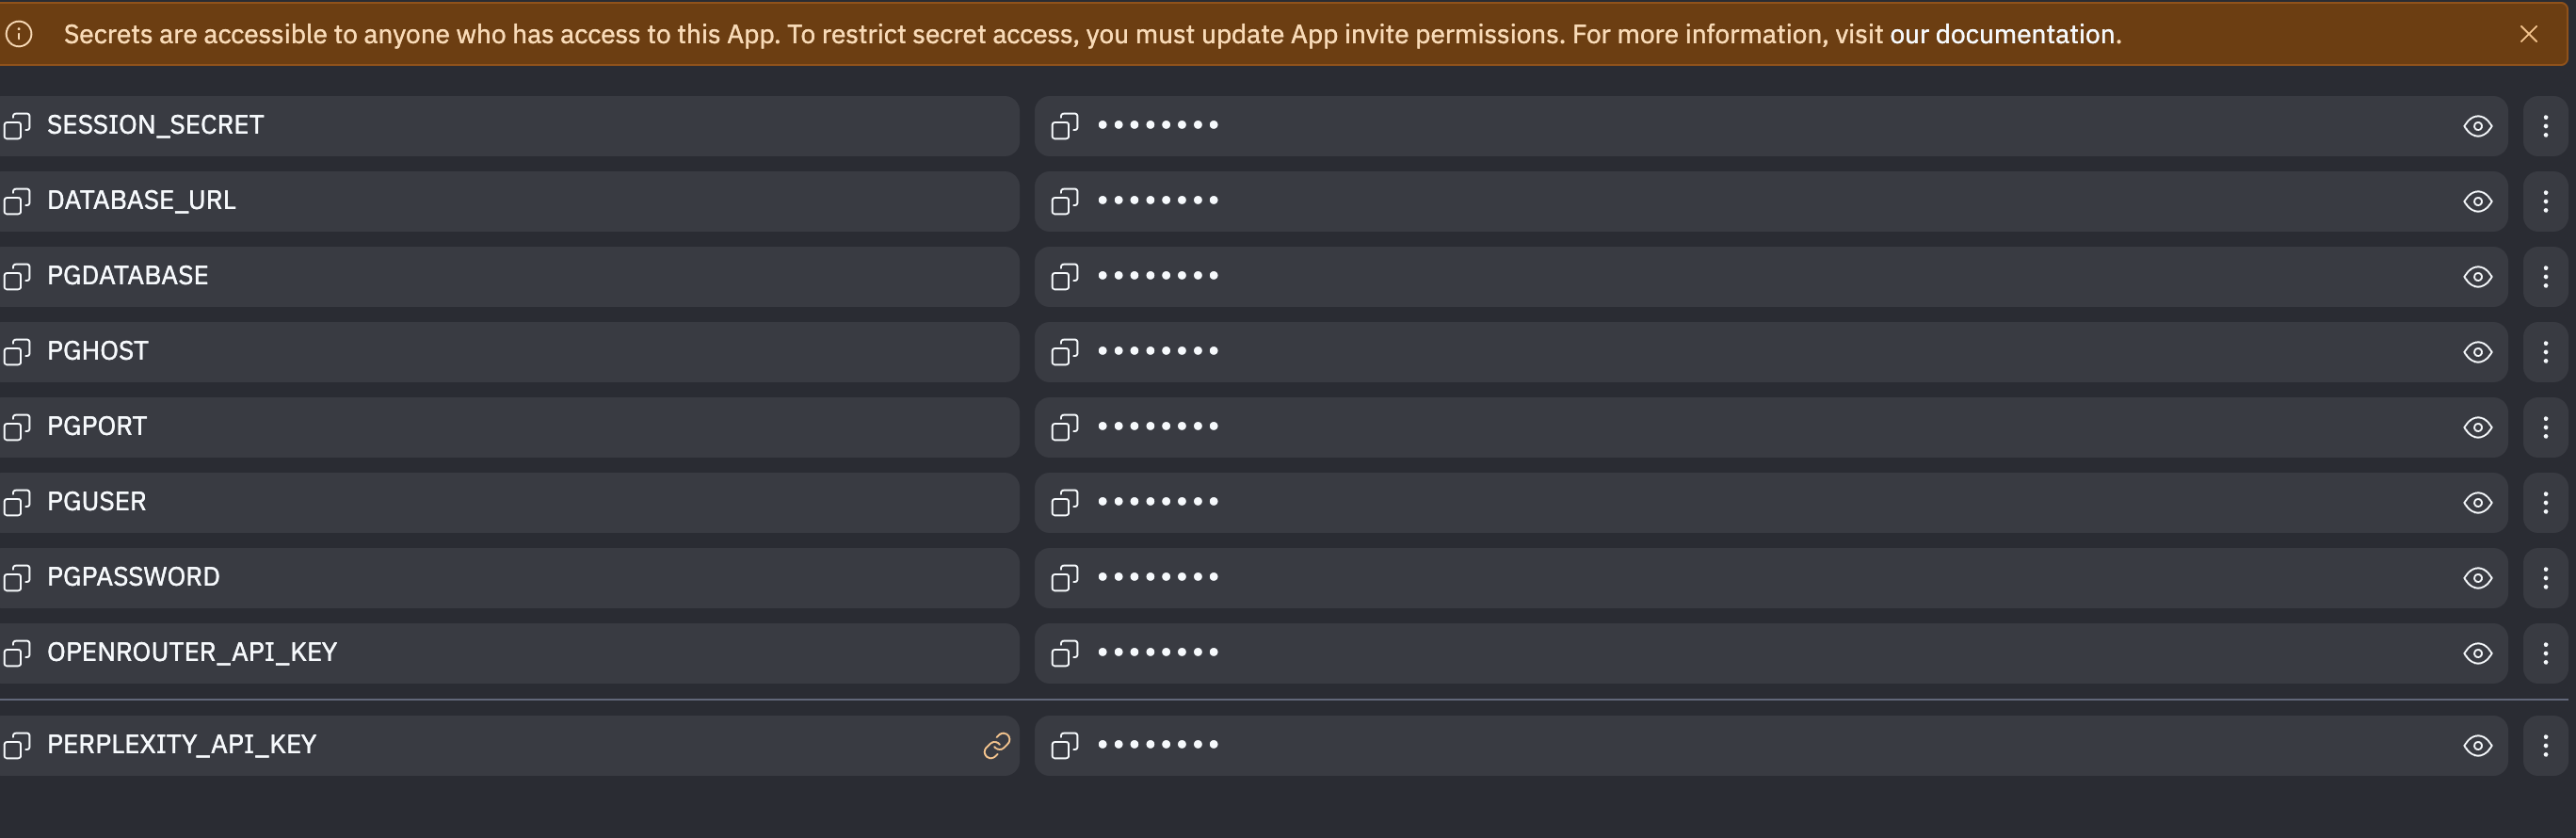 Secrets are accessible to anyone who has access to this App. To restrict secret access, you must update App invite permissions. For more information, visit our documentation.
SESSION_SECRET ••••••••
DATABASE_URL ••••••••
PGDATABASE ••••••••
PGHOST ••••••••
PGPORT ••••••••
PGUSER ••••••••
PGPASSWORD ••••••••
OPENROUTER_API_KEY ••••••••
PERPLEXITY_API_KEY ••••••••